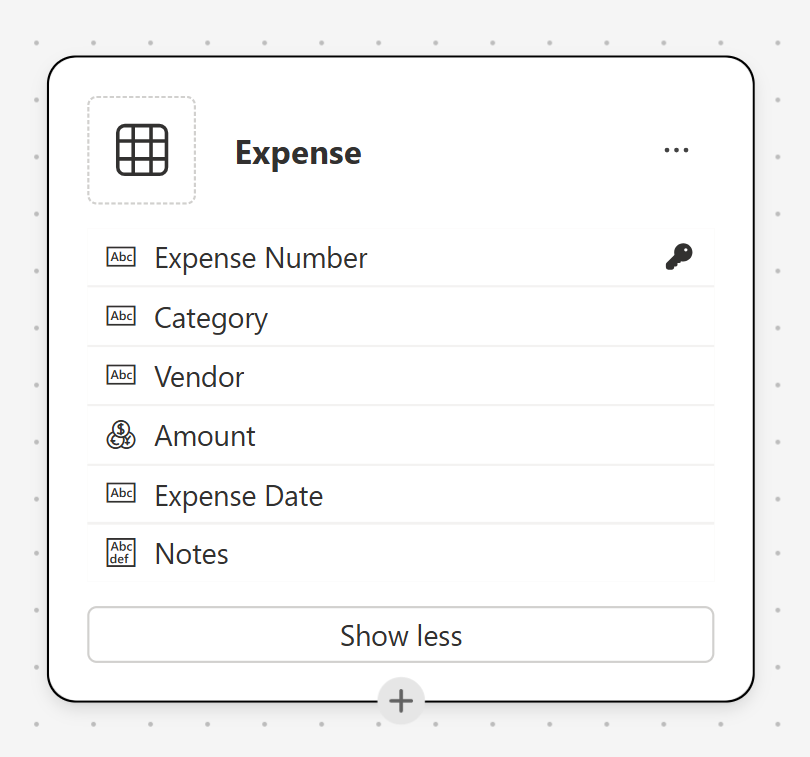 Expense
Abc Expense Number
Abc Category
Abc Vendor
$ € ¥ Amount
Abc Expense Date
Abc
def Notes
Show less